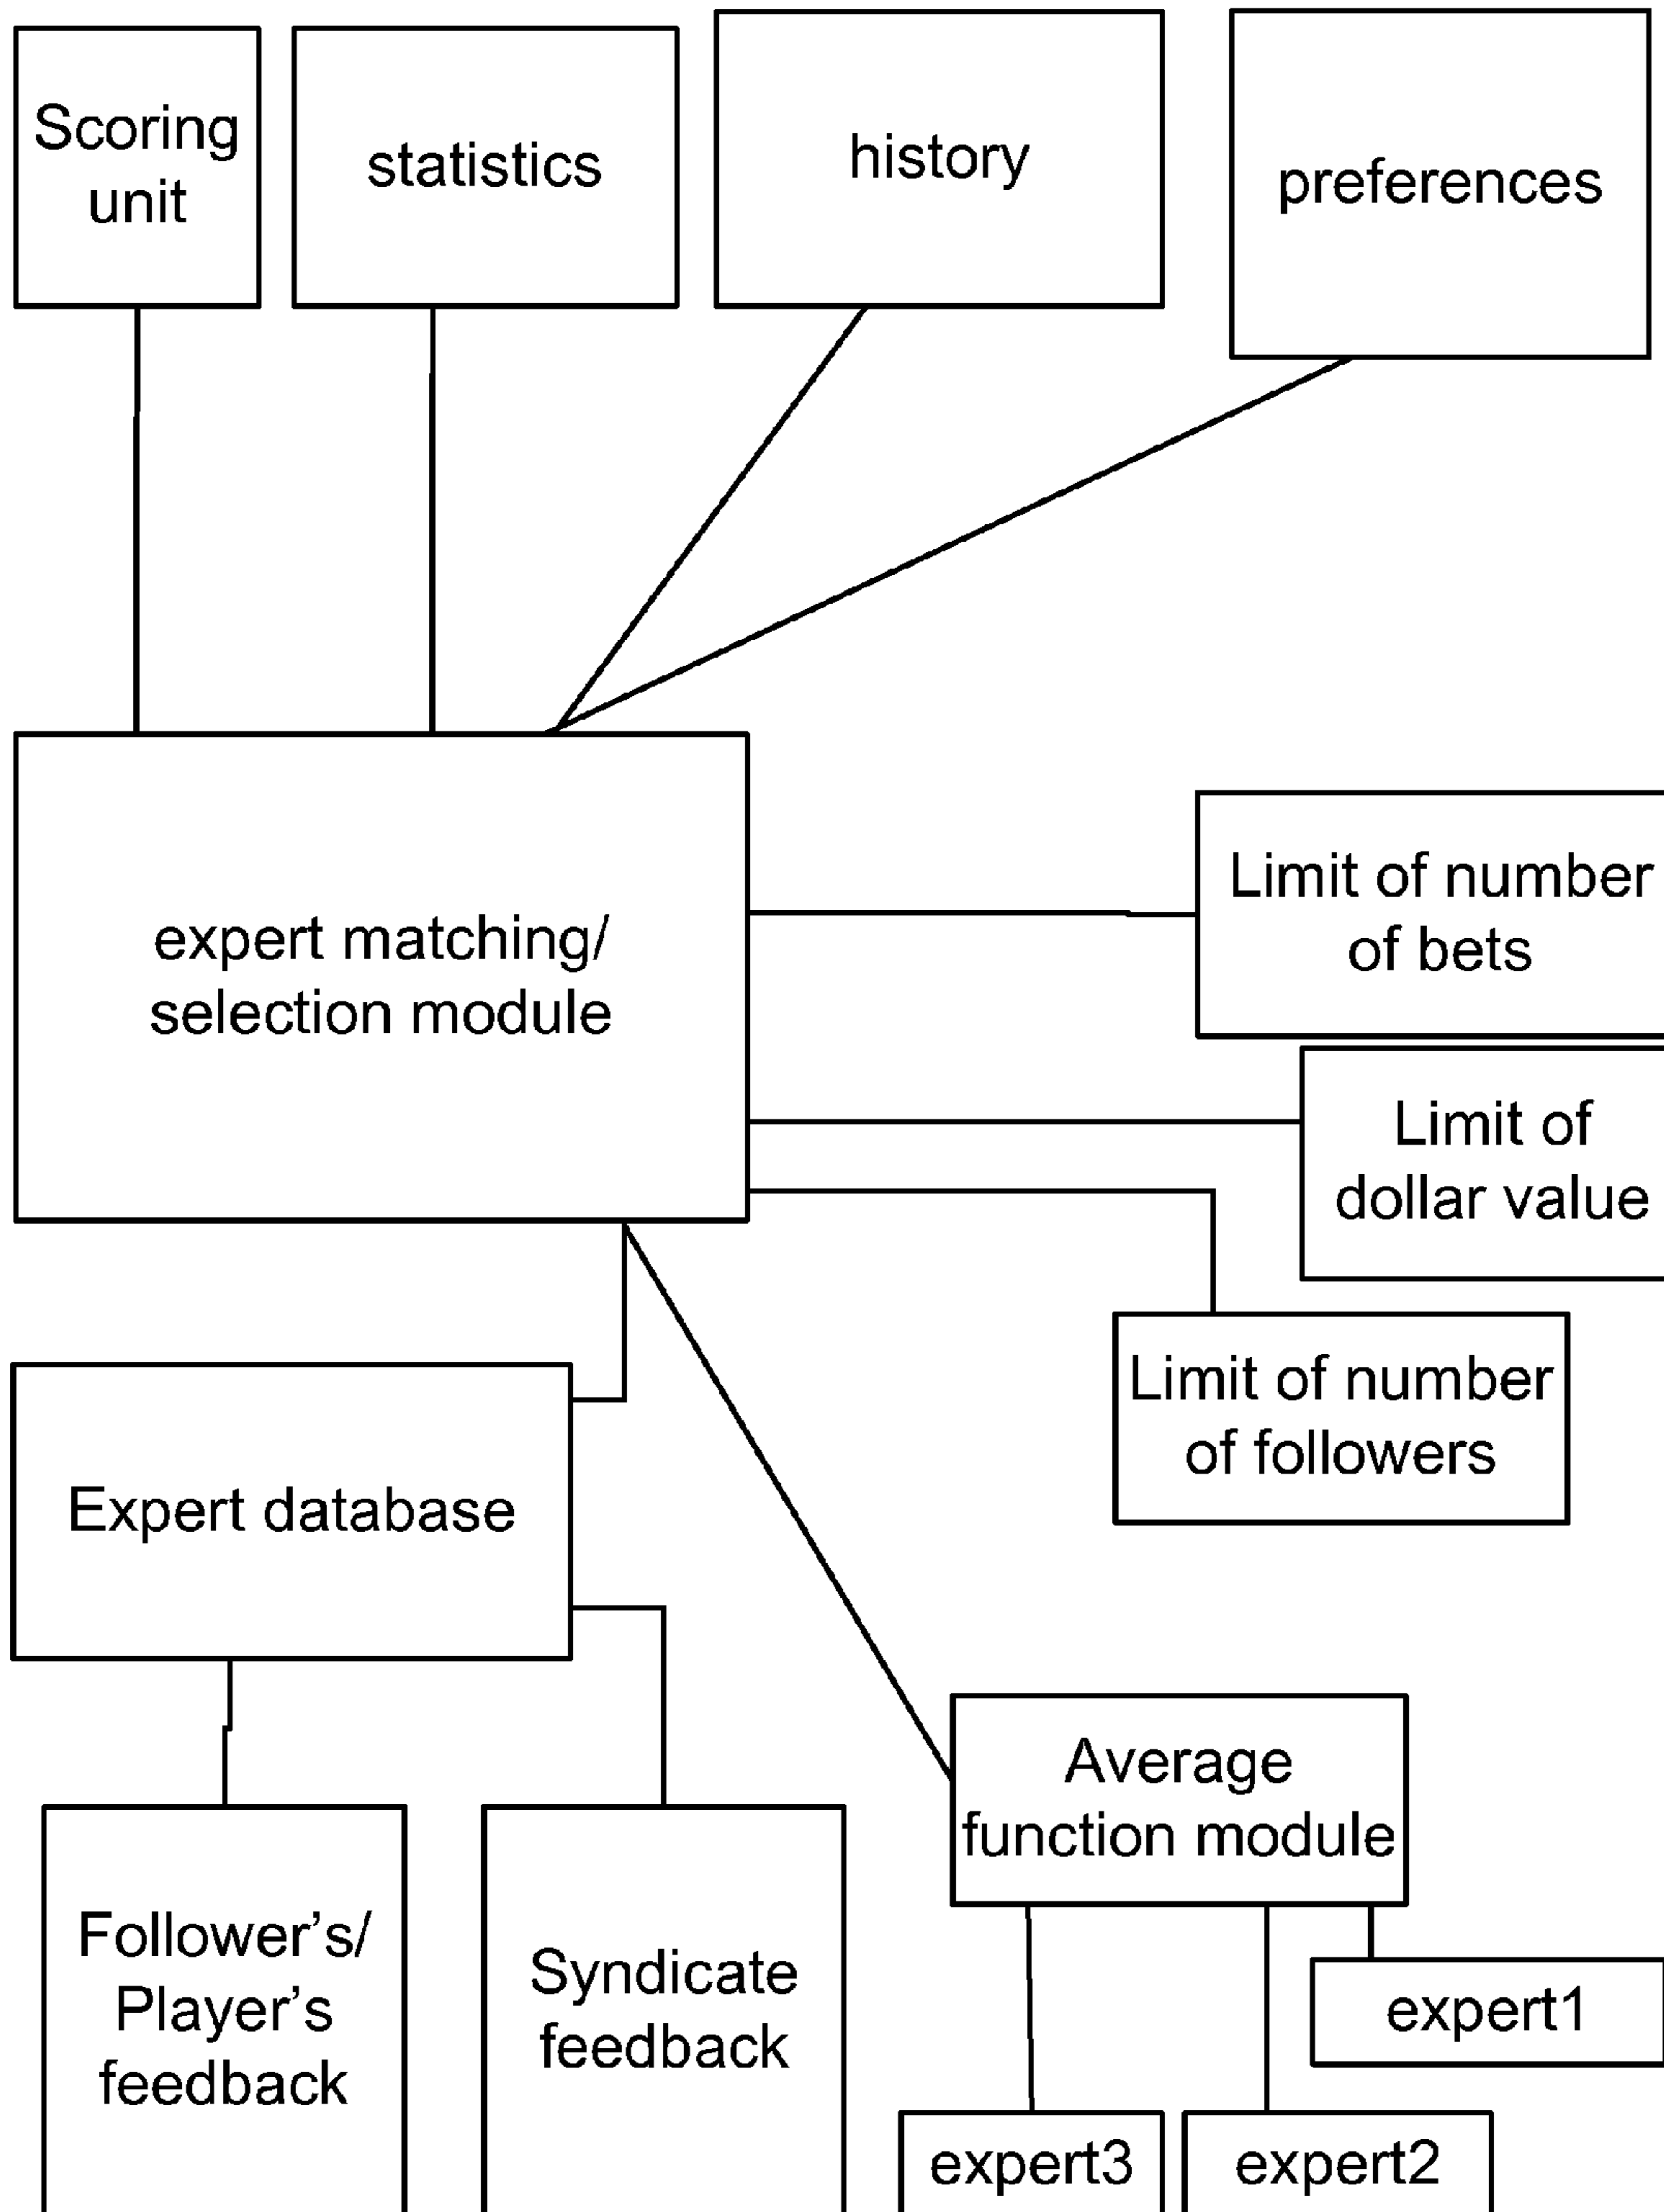 Scoring
unit
statistics
history
preferences
expert matching/
selection module
Limit of number
of bets
Limit of
dollar value
Limit of number
of followers
Expert database
Average
function module
Follower’s/
Player’s
feedback
Syndicate
feedback
expert1
expert3
expert2